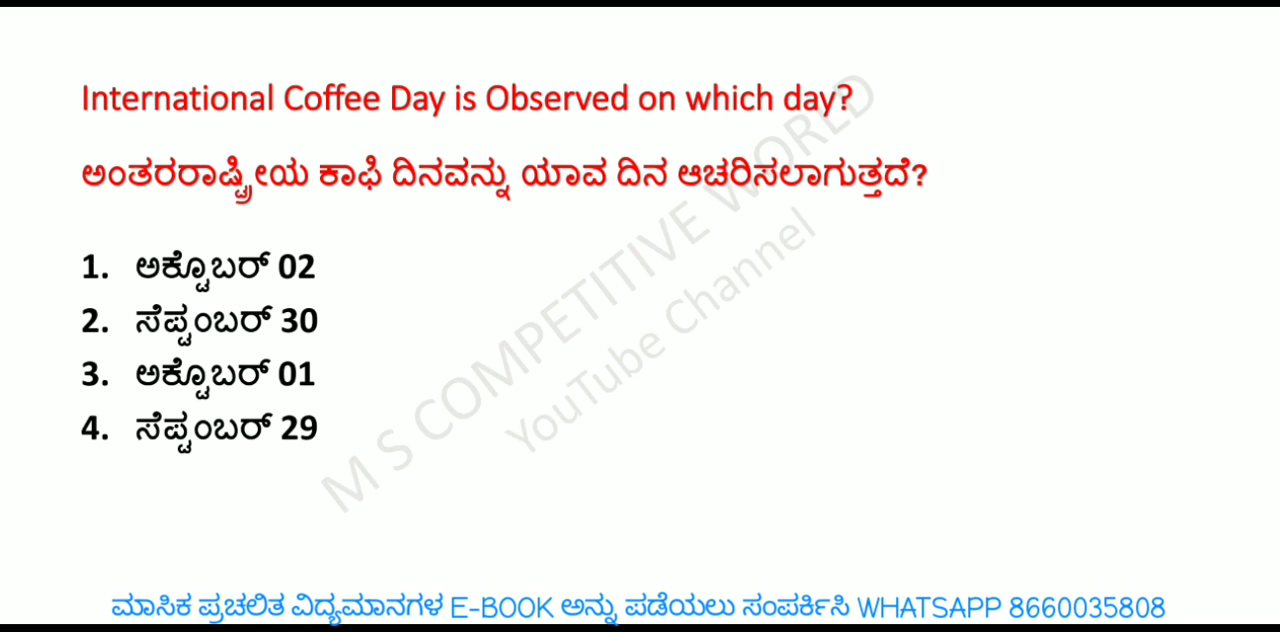 International Coffee Day is Observed on which day?
ಅಂತರರಾಷ್ಟ್ರೀಯ ಕಾಫಿ ದಿನವನ್ನು ಯಾವ ದಿನ ಆಚರಿಸಲಾಗುತ್ತದೆ?
1. ಅಕ್ಟೊಬರ್ 02
2. ಸೆಪ್ಟಂಬರ್ 30
3. ಅಕ್ಟೊಬರ್ 01
4. ಸೆಪ್ಟಂಬರ್ 29
M S COMPETITIVE WORLD
YouTube Channel
ಮಾಸಿಕ ಪ್ರಚಲಿತ ವಿದ್ಯಮಾನಗಳ E-BOOK ಅನ್ನು ಪಡೆಯಲು ಸಂಪರ್ಕಿಸಿ WHATSAPP 8660035808